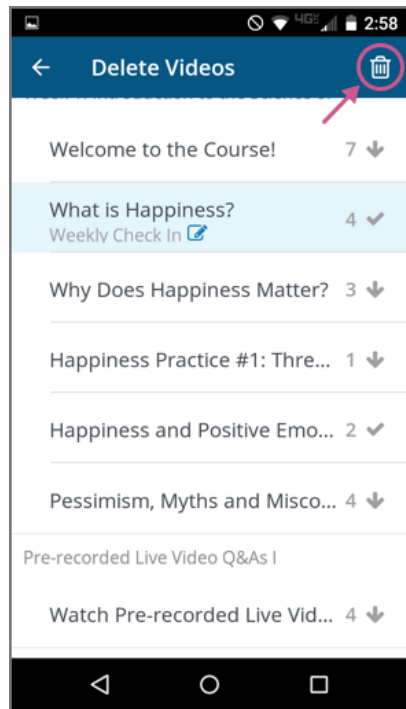 4G 2:58
Delete Videos
Welcome to the Course! 7
What is Happiness? 4
Weekly Check In
Why Does Happiness Matter? 3
Happiness Practice #1: Thre... 1
Happiness and Positive Emo... 2
Pessimism, Myths and Misco... 4
Pre-recorded Live Video Q&As I
Watch Pre-recorded Live Vid... 4